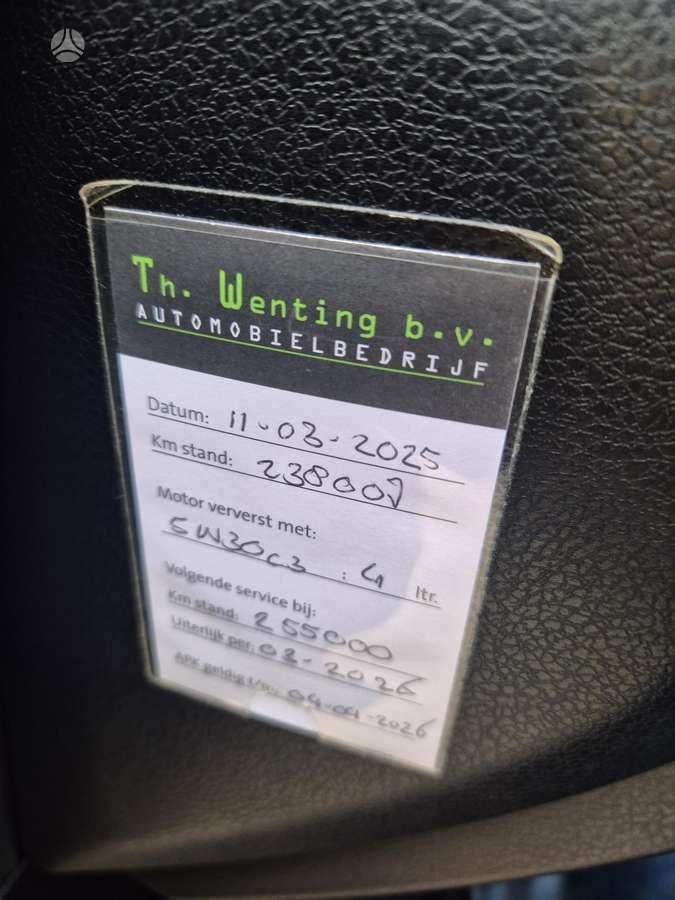 Th. Wenting b.v.
AUTOMOBIELBEDRIJF
Datum: 11-03-2025
Km stand:
Motor ververst met:
5W30C3 : 4 ltr.
Volgende service bij:
Km stand: 255000
Uiterlijk per: 03-2026
APK geldig t/m: 04-04-2026